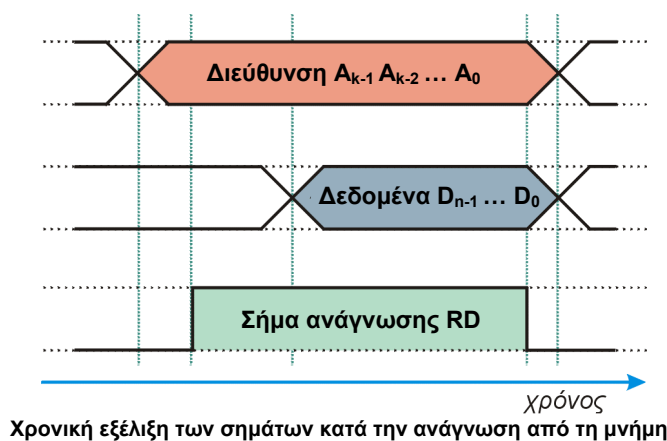 Διεύθυνση Ak-1 Ak-2 … A0
Δεδομένα Dn-1 … D0
Σήμα ανάγνωσης RD
χρόνος
Χρονική εξέλιξη των σημάτων κατά την ανάγνωση από τη μνήμη